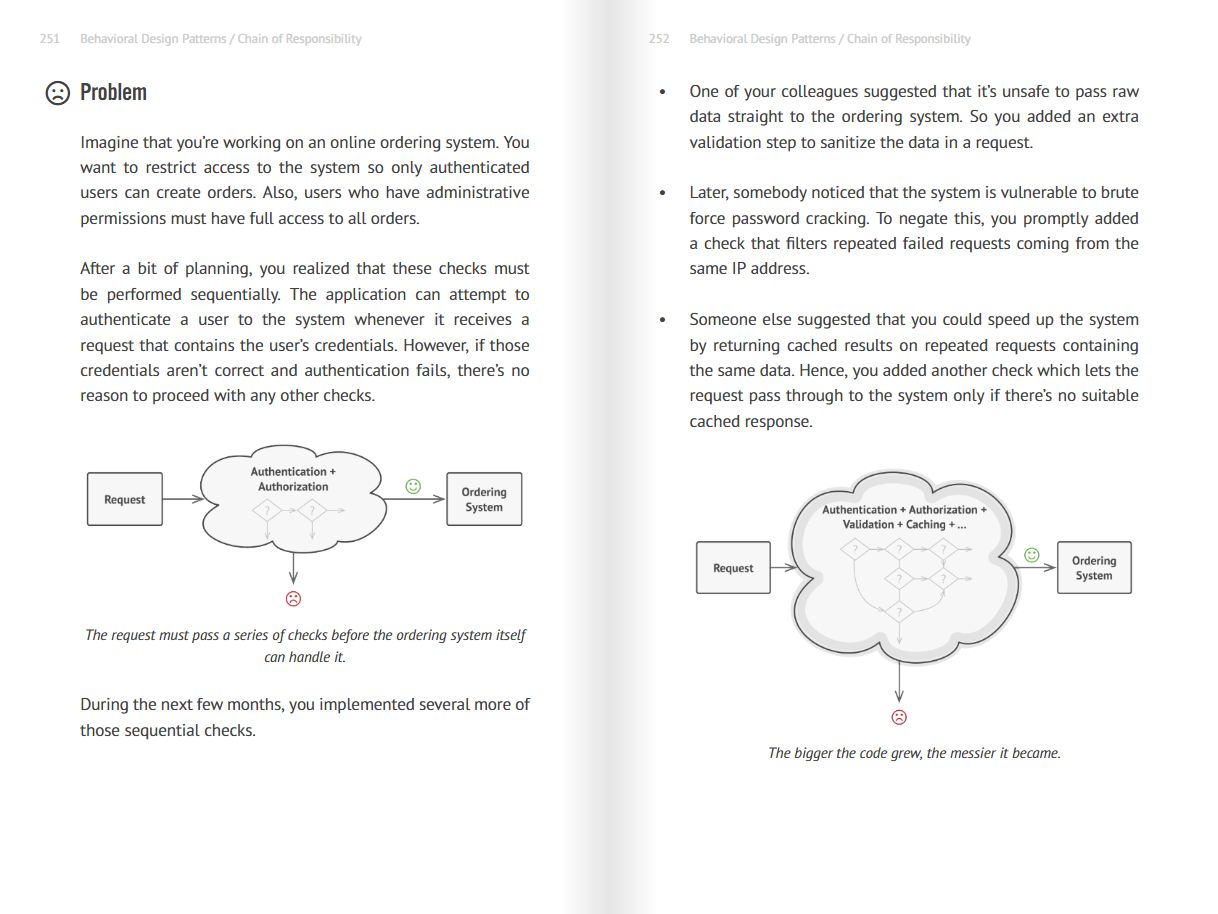 251 Behavioral Design Patterns / Chain of Responsibility
Problem
Imagine that you're working on an online ordering system. You
want to restrict access to the system so only authenticated
users can create orders. Also, users who have administrative
permissions must have full access to all orders.
After a bit of planning, you realized that these checks must
be performed sequentially. The application can attempt to
authenticate a user to the system whenever it receives a
request that contains the user's credentials. However, if those
credentials aren't correct and authentication fails, there's no
reason to proceed with any other checks.
Request
Authentication +
Authorization
? ?
Ordering
System
The request must pass a series of checks before the ordering system itself
can handle it.
During the next few months, you implemented several more of
those sequential checks.
252 Behavioral Design Patterns / Chain of Responsibility
• One of your colleagues suggested that it's unsafe to pass raw
data straight to the ordering system. So you added an extra
validation step to sanitize the data in a request.
• Later, somebody noticed that the system is vulnerable to brute
force password cracking. To negate this, you promptly added
a check that filters repeated failed requests coming from the
same IP address.
• Someone else suggested that you could speed up the system
by returning cached results on repeated requests containing
the same data. Hence, you added another check which lets the
request pass through to the system only if there's no suitable
cached response.
Request
Authentication + Authorization +
Validation + Caching + ...
? ? ?
? ?
?
Ordering
System
The bigger the code grew, the messier it became.